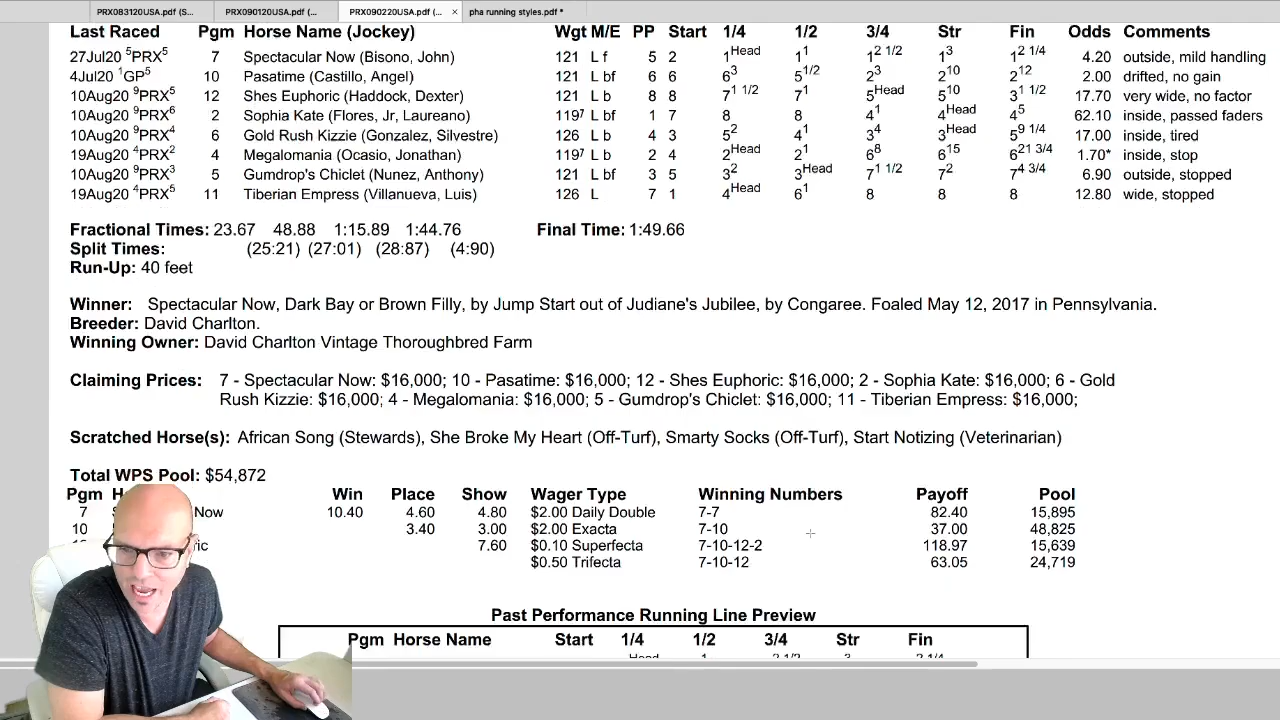 PRX083120USA.pdf (S...
PRX090120USA.pdf (...
PRX090220USA.pdf (...
×
pha running styles.pdf *
Last Raced Pgm Horse Name (Jockey) Wgt M/E PP Start 1/4 1/2 3/4 Str Fin Odds Comments
27Jul20 5PRX5 7 Spectacular Now (Bisono, John) 121 L f 5 2 1Head 11 12 1/2 13 12 1/4 4.20 outside, mild handling
4Jul20 1GP5 10 Pasatime (Castillo, Angel) 121 L bf 6 6 63 51/2 23 210 212 2.00 drifted, no gain
10Aug20 9PRX5 12 Shes Euphoric (Haddock, Dexter) 121 L b 8 8 71 1/2 71 5Head 510 31 1/2 17.70 very wide, no factor
10Aug20 9PRX6 2 Sophia Kate (Flores, Jr, Laureano) 1197 L bf 1 7 8 8 41 4Head 45 62.10 inside, passed faders
10Aug20 9PRX4 6 Gold Rush Kizzie (Gonzalez, Silvestre) 126 L b 4 3 52 41 34 3Head 59 1/4 17.00 inside, tired
19Aug20 4PRX2 4 Megalomania (Ocasio, Jonathan) 1197 L b 2 4 2Head 21 68 615 621 3/4 1.70* inside, stop
10Aug20 9PRX3 5 Gumdrop's Chiclet (Nunez, Anthony) 121 L bf 3 5 32 3Head 71 1/2 72 74 3/4 6.90 outside, stopped
19Aug20 4PRX5 11 Tiberian Empress (Villanueva, Luis) 126 L 7 1 4Head 61 8 8 8 12.80 wide, stopped
Fractional Times: 23.67 48.88 1:15.89 1:44.76 Final Time: 1:49.66
Split Times: (25:21) (27:01) (28:87) (4:90)
Run-Up: 40 feet
Winner: Spectacular Now, Dark Bay or Brown Filly, by Jump Start out of Judiane's Jubilee, by Congaree. Foaled May 12, 2017 in Pennsylvania.
Breeder: David Charlton.
Winning Owner: David Charlton Vintage Thoroughbred Farm
Claiming Prices: 7 - Spectacular Now: $16,000; 10 - Pasatime: $16,000; 12 - Shes Euphoric: $16,000; 2 - Sophia Kate: $16,000; 6 - Gold
Rush Kizzie: $16,000; 4 - Megalomania: $16,000; 5 - Gumdrop's Chiclet: $16,000; 11 - Tiberian Empress: $16,000;
Scratched Horse(s): African Song (Stewards), She Broke My Heart (Off-Turf), Smarty Socks (Off-Turf), Start Notizing (Veterinarian)
Total WPS Pool: $54,872
Pgm H Win Place Show Wager Type Winning Numbers Payoff Pool
7 Now 10.40 4.60 4.80 $2.00 Daily Double 7-7 82.40 15,895
10 3.40 3.00 $2.00 Exacta 7-10 37.00 48,825
ric 7.60 $0.10 Superfecta 7-10-12-2 118.97 15,639
$0.50 Trifecta 7-10-12 63.05 24,719
Past Performance Running Line Preview
Pgm Horse Name Start 1/4 1/2 3/4 Str Fin